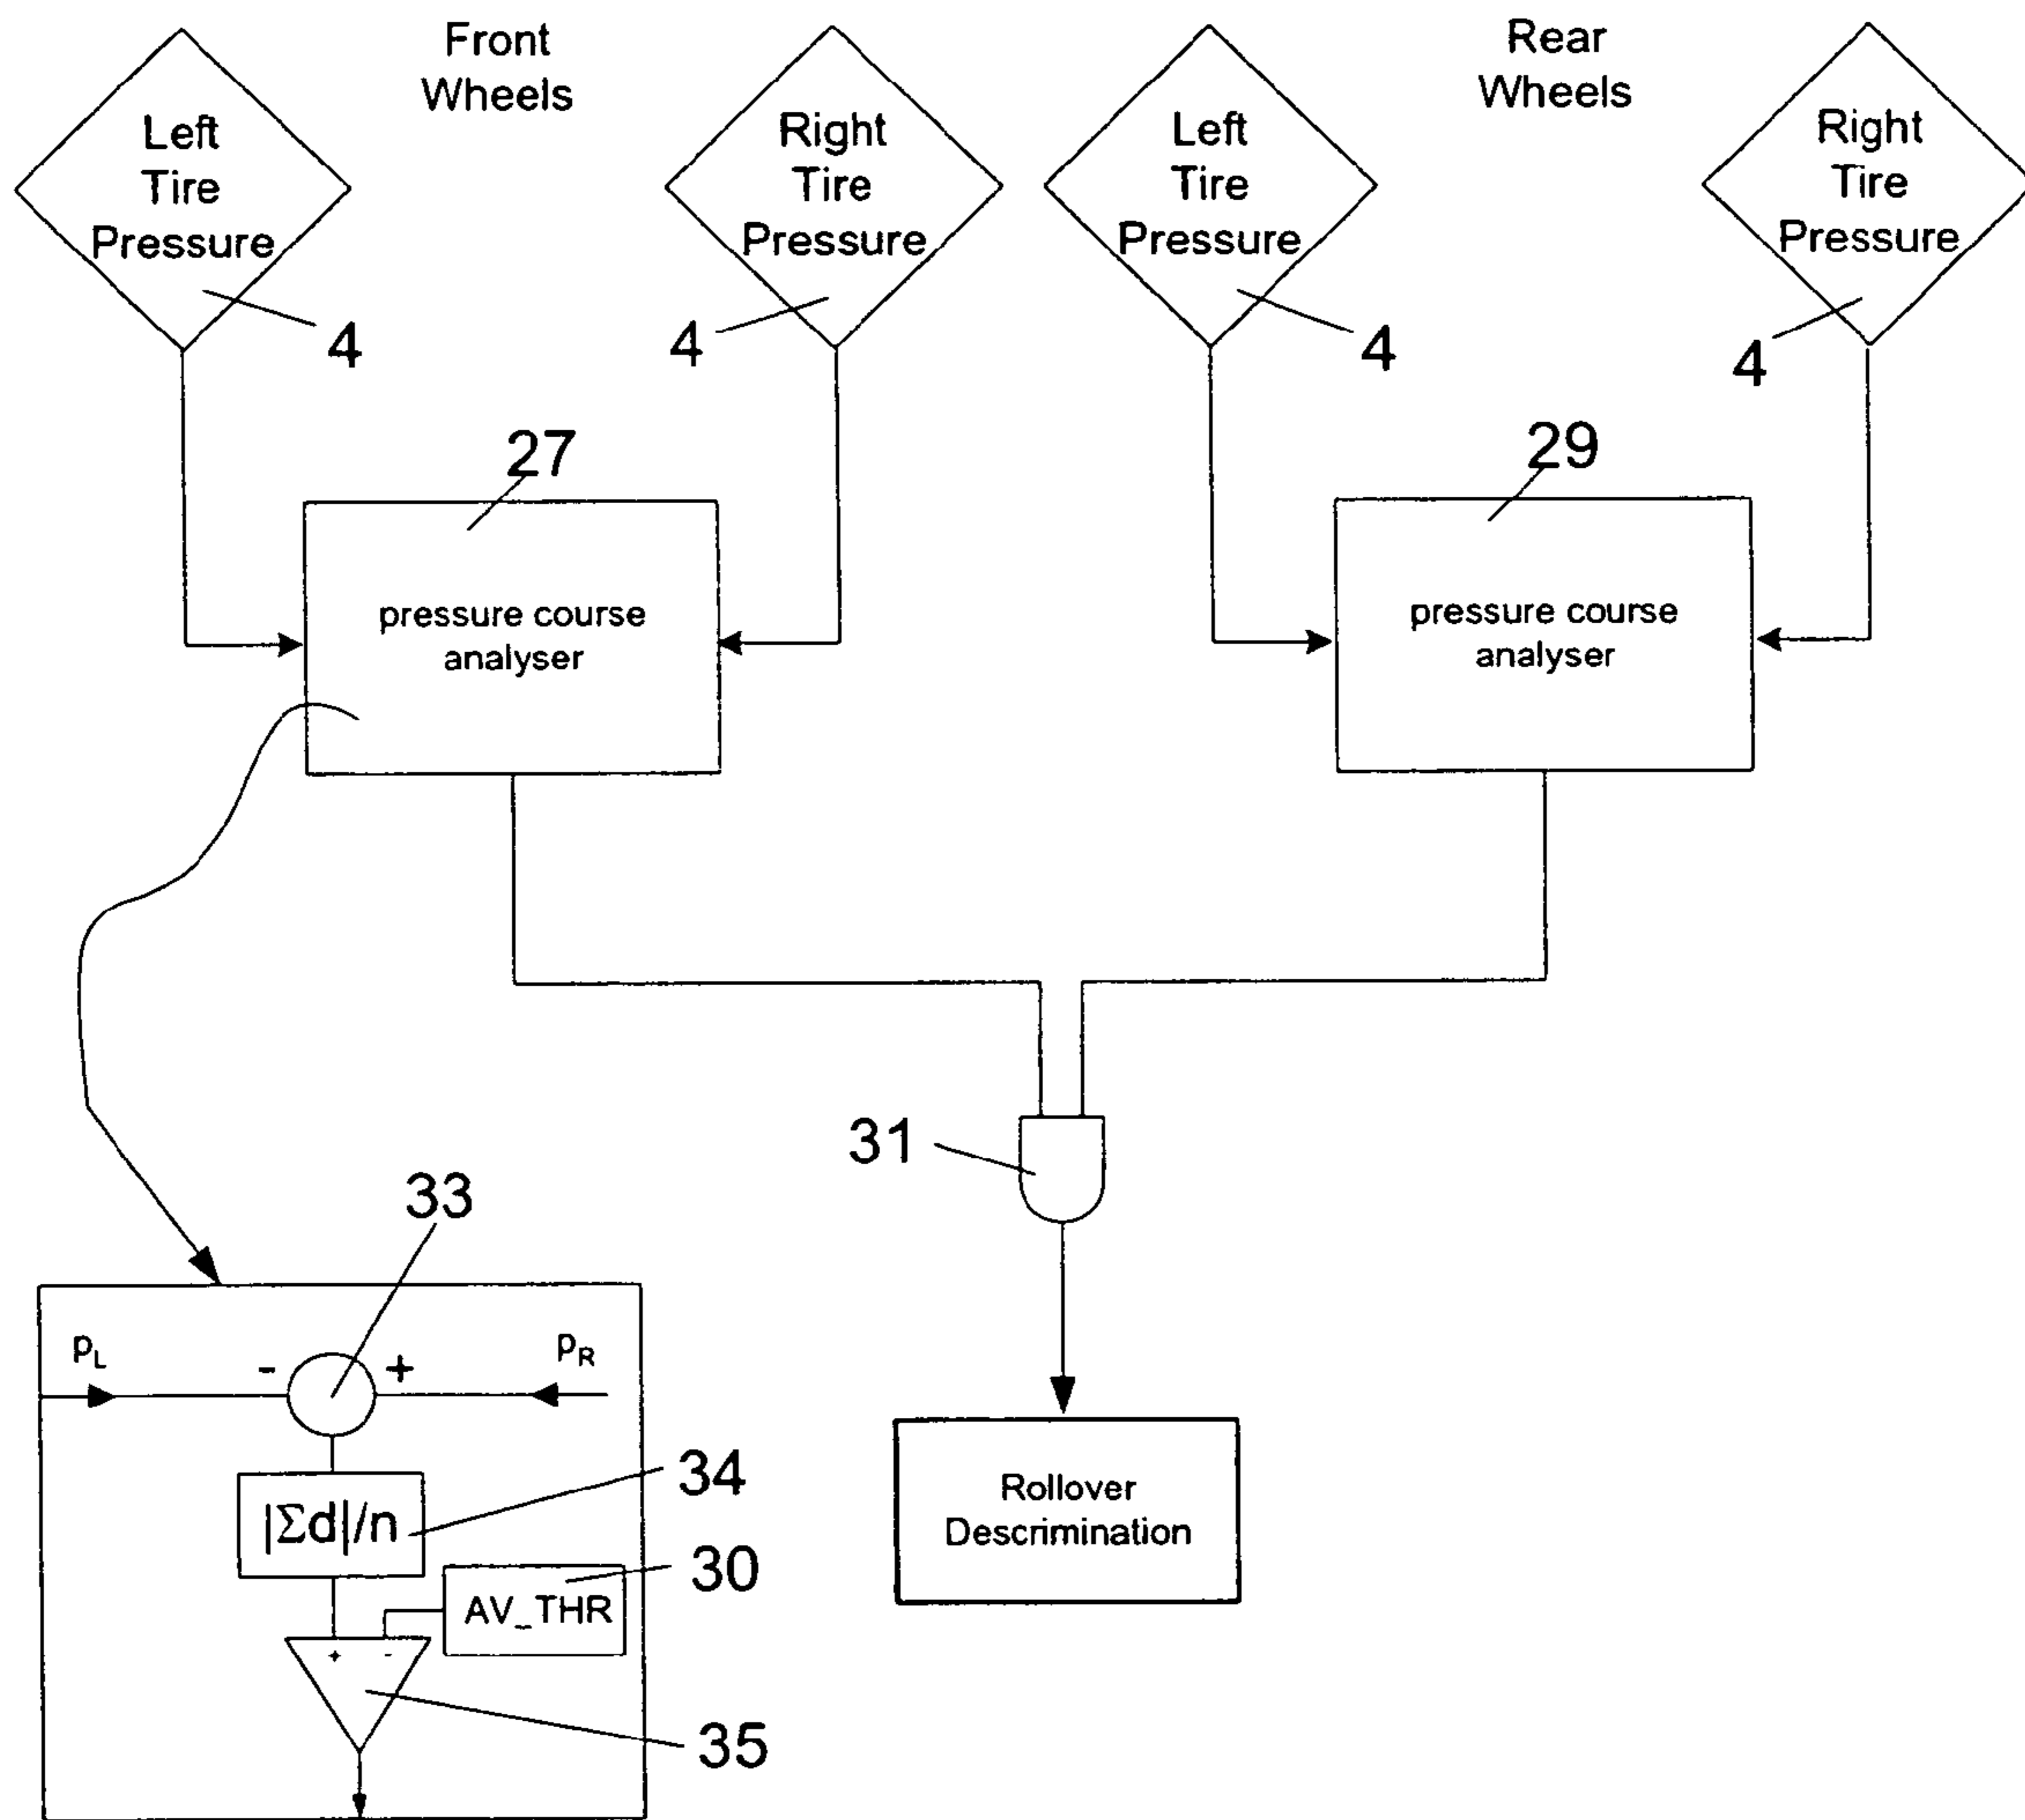 Front
Wheels
Rear
Wheels
Left
Tire
Pressure
Right
Tire
Pressure
Left
Tire
Pressure
Right
Tire
Pressure
4
4
4
4
27
29
pressure course
analyser
pressure course
analyser
31
33
pL
-
+
pR
34
|Σd|/n
30
AV_THR
+
-
35
Rollover
Descrimination